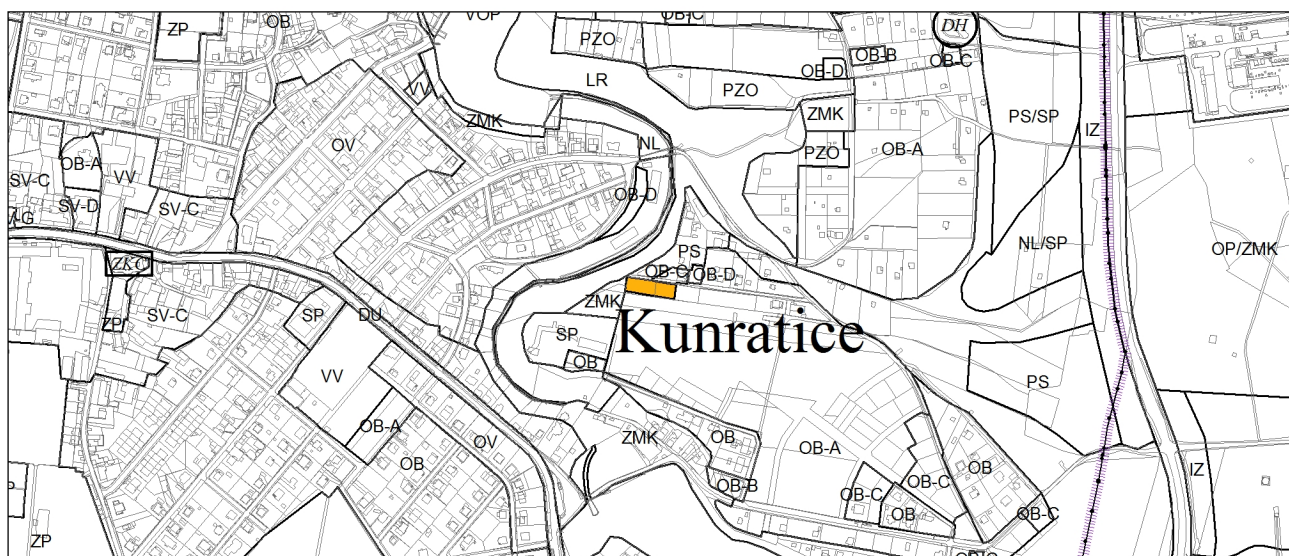 ZP
OB
VOP
OB-C
DH
PZO
OB-B
OB-C
OB-D
LR
PZO
VV
ZMK
ZMK
PS/SP
IZ
OV
NL
PZO
OB-A
OB-A
VV
SV-C
OB-D
SV-D
SV-C
NL/SP
OP/ZMK
PS
ZKC
OB-C
OB-D
ZMK
ZP
SV-C
SP
DU
Kunratice
SP
VV
OB
PS
OB-A
OV
ZMK
OB
OB-A
OB
OB
OB-C
IZ
OB-B
OB-C
OB
OB-C
ZP